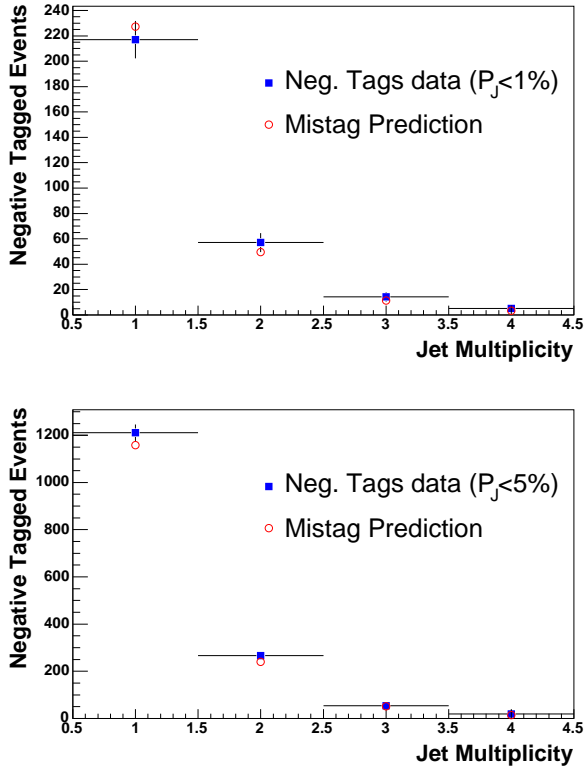 Negative Tagged Events
240
220
200
180
160
140
120
100
80
60
40
20
0
Neg. Tags data (P_J<1%)
Mistag Prediction
0.5 1 1.5 2 2.5 3 3.5 4 4.5
Jet Multiplicity
Negative Tagged Events
1200
1000
800
600
400
200
0
Neg. Tags data (P_J<5%)
Mistag Prediction
0.5 1 1.5 2 2.5 3 3.5 4 4.5
Jet Multiplicity